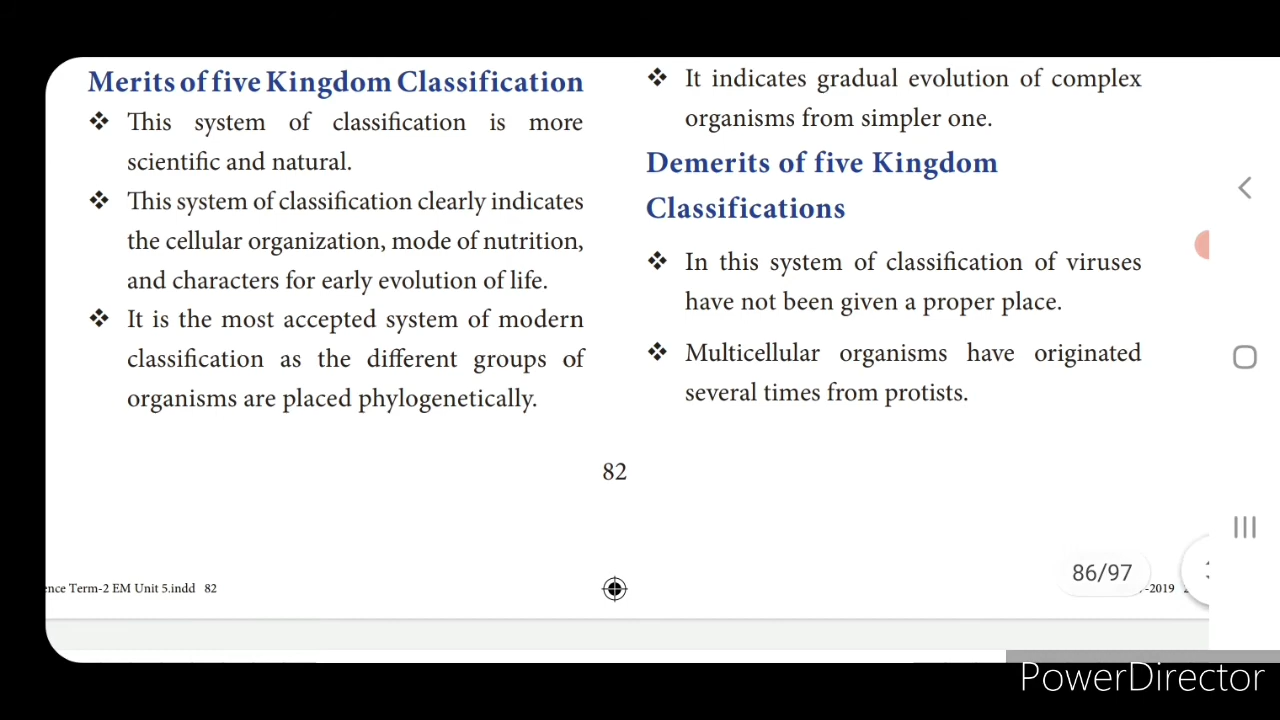 Merits of five Kingdom Classification
❖ This system of classification is more
scientific and natural.
❖ This system of classification clearly indicates
the cellular organization, mode of nutrition,
and characters for early evolution of life.
❖ It is the most accepted system of modern
classification as the different groups of
organisms are placed phylogenetically.
❖ It indicates gradual evolution of complex
organisms from simpler one.
Demerits of five Kingdom
Classifications
❖ In this system of classification of viruses
have not been given a proper place.
❖ Multicellular organisms have originated
several times from protists.
82
86/97
ence Term-2 EM Unit 5.indd 82
-2019
PowerDirector